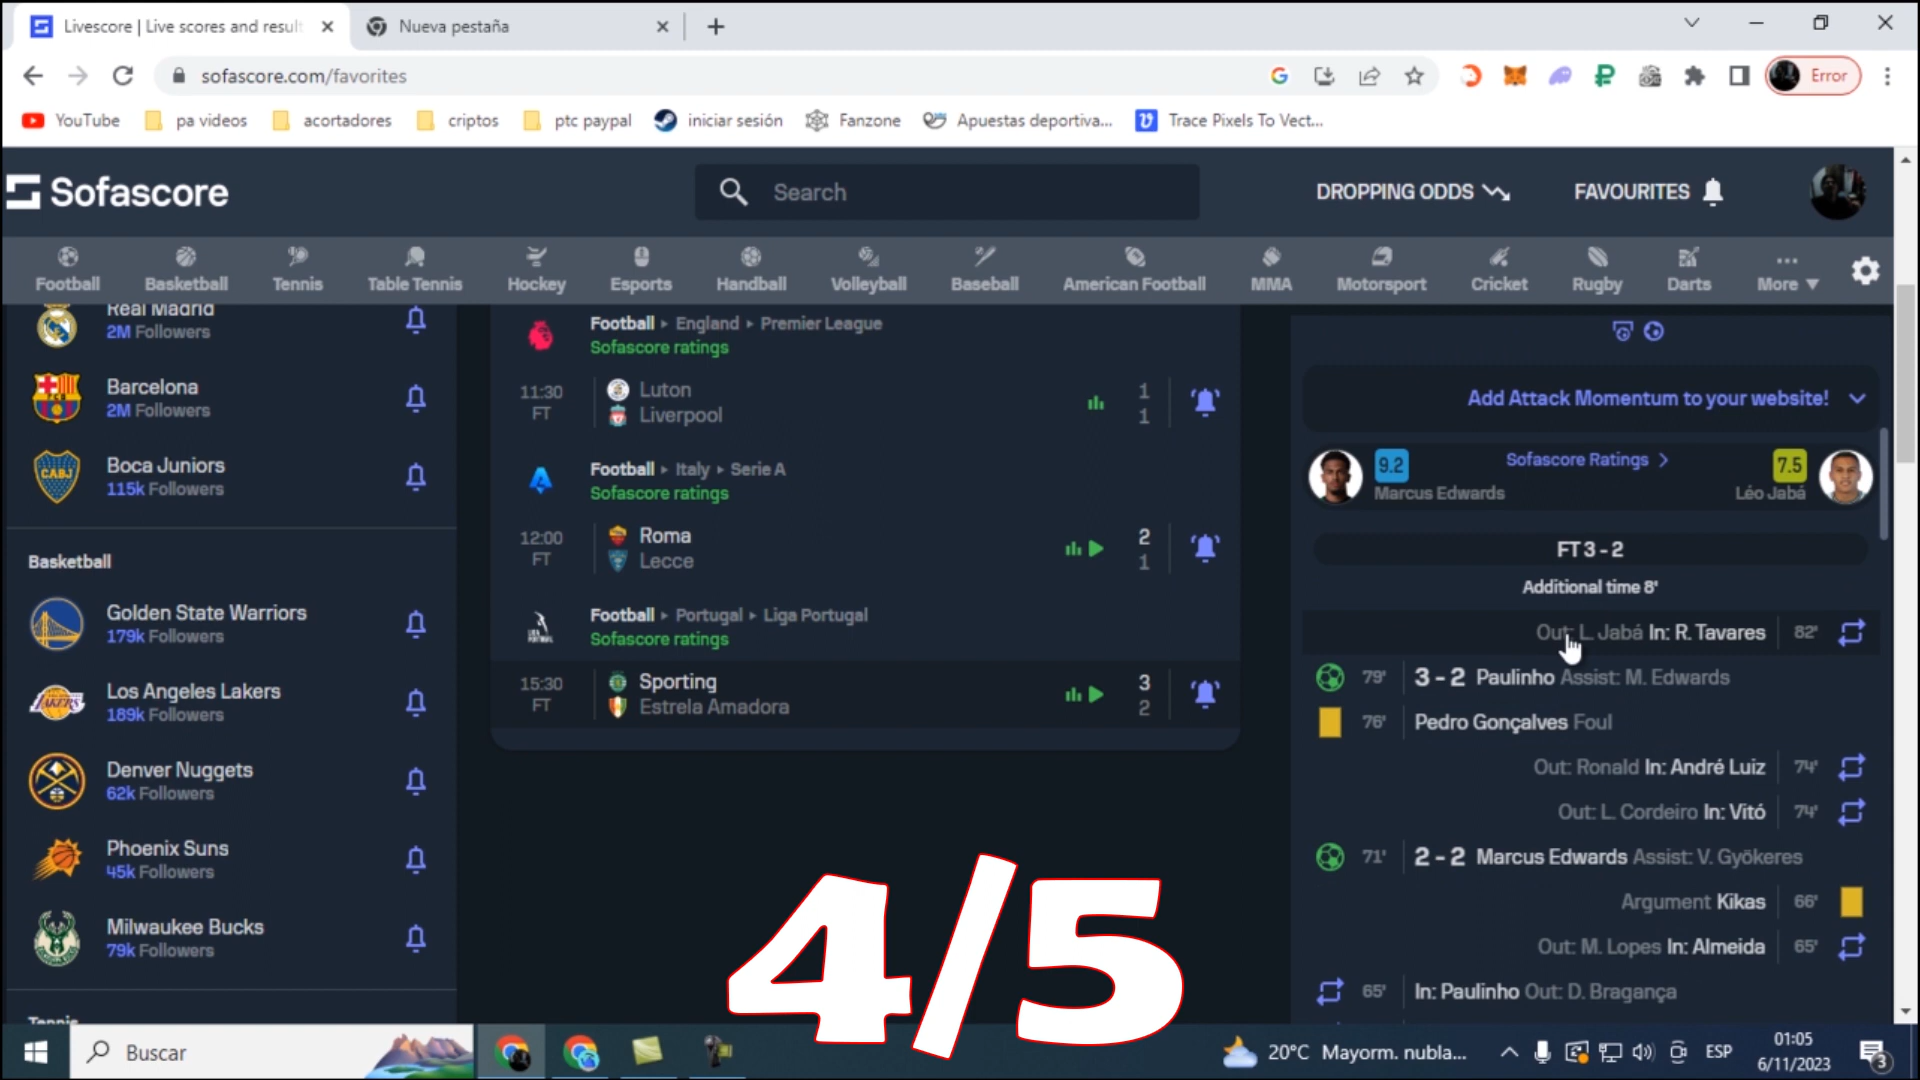 Livescore | Live scores and result
Nueva pestaña
sofascore.com/favorites
Error
YouTube
pa videos
acortadores
criptos
ptc paypal
iniciar sesión
Fanzone
Apuestas deportiva...
Trace Pixels To Vect...
Sofascore
Search
DROPPING ODDS
FAVOURITES
Football
Basketball
Tennis
Table Tennis
Hockey
Esports
Handball
Volleyball
Baseball
American Football
MMA
Motorsport
Cricket
Rugby
Darts
More
Real Madrid
2M Followers
Barcelona
2M Followers
Boca Juniors
115k Followers
Basketball
Golden State Warriors
179k Followers
Los Angeles Lakers
189k Followers
Denver Nuggets
62k Followers
Phoenix Suns
45k Followers
Milwaukee Bucks
79k Followers
Tennis
Football England Premier League
Sofascore ratings
11:30 Luton 1
FT Liverpool 1
Football Italy Serie A
Sofascore ratings
12:00 Roma 2
FT Lecce 1
Football Portugal Liga Portugal
Sofascore ratings
15:30 Sporting 3
FT Estrela Amadora 2
Add Attack Momentum to your website!
9.2 Sofascore Ratings 7.5
Marcus Edwards Léo Jabá
FT 3 - 2
Additional time 8'
Out: L. Jabá In: R. Tavares 82'
79' 3 - 2 Paulinho Assist: M. Edwards
76' Pedro Gonçalves Foul
Out: Ronald In: André Luiz 74'
Out: L. Cordeiro In: Vitó 74'
71' 2 - 2 Marcus Edwards Assist: V. Gyökeres
Argument Kikas 66'
Out: M. Lopes In: Almeida 65'
65' In: Paulinho Out: D. Bragança
4/5
Buscar
20°C Mayorm. nubla...
ESP
01:05
6/11/2023
3